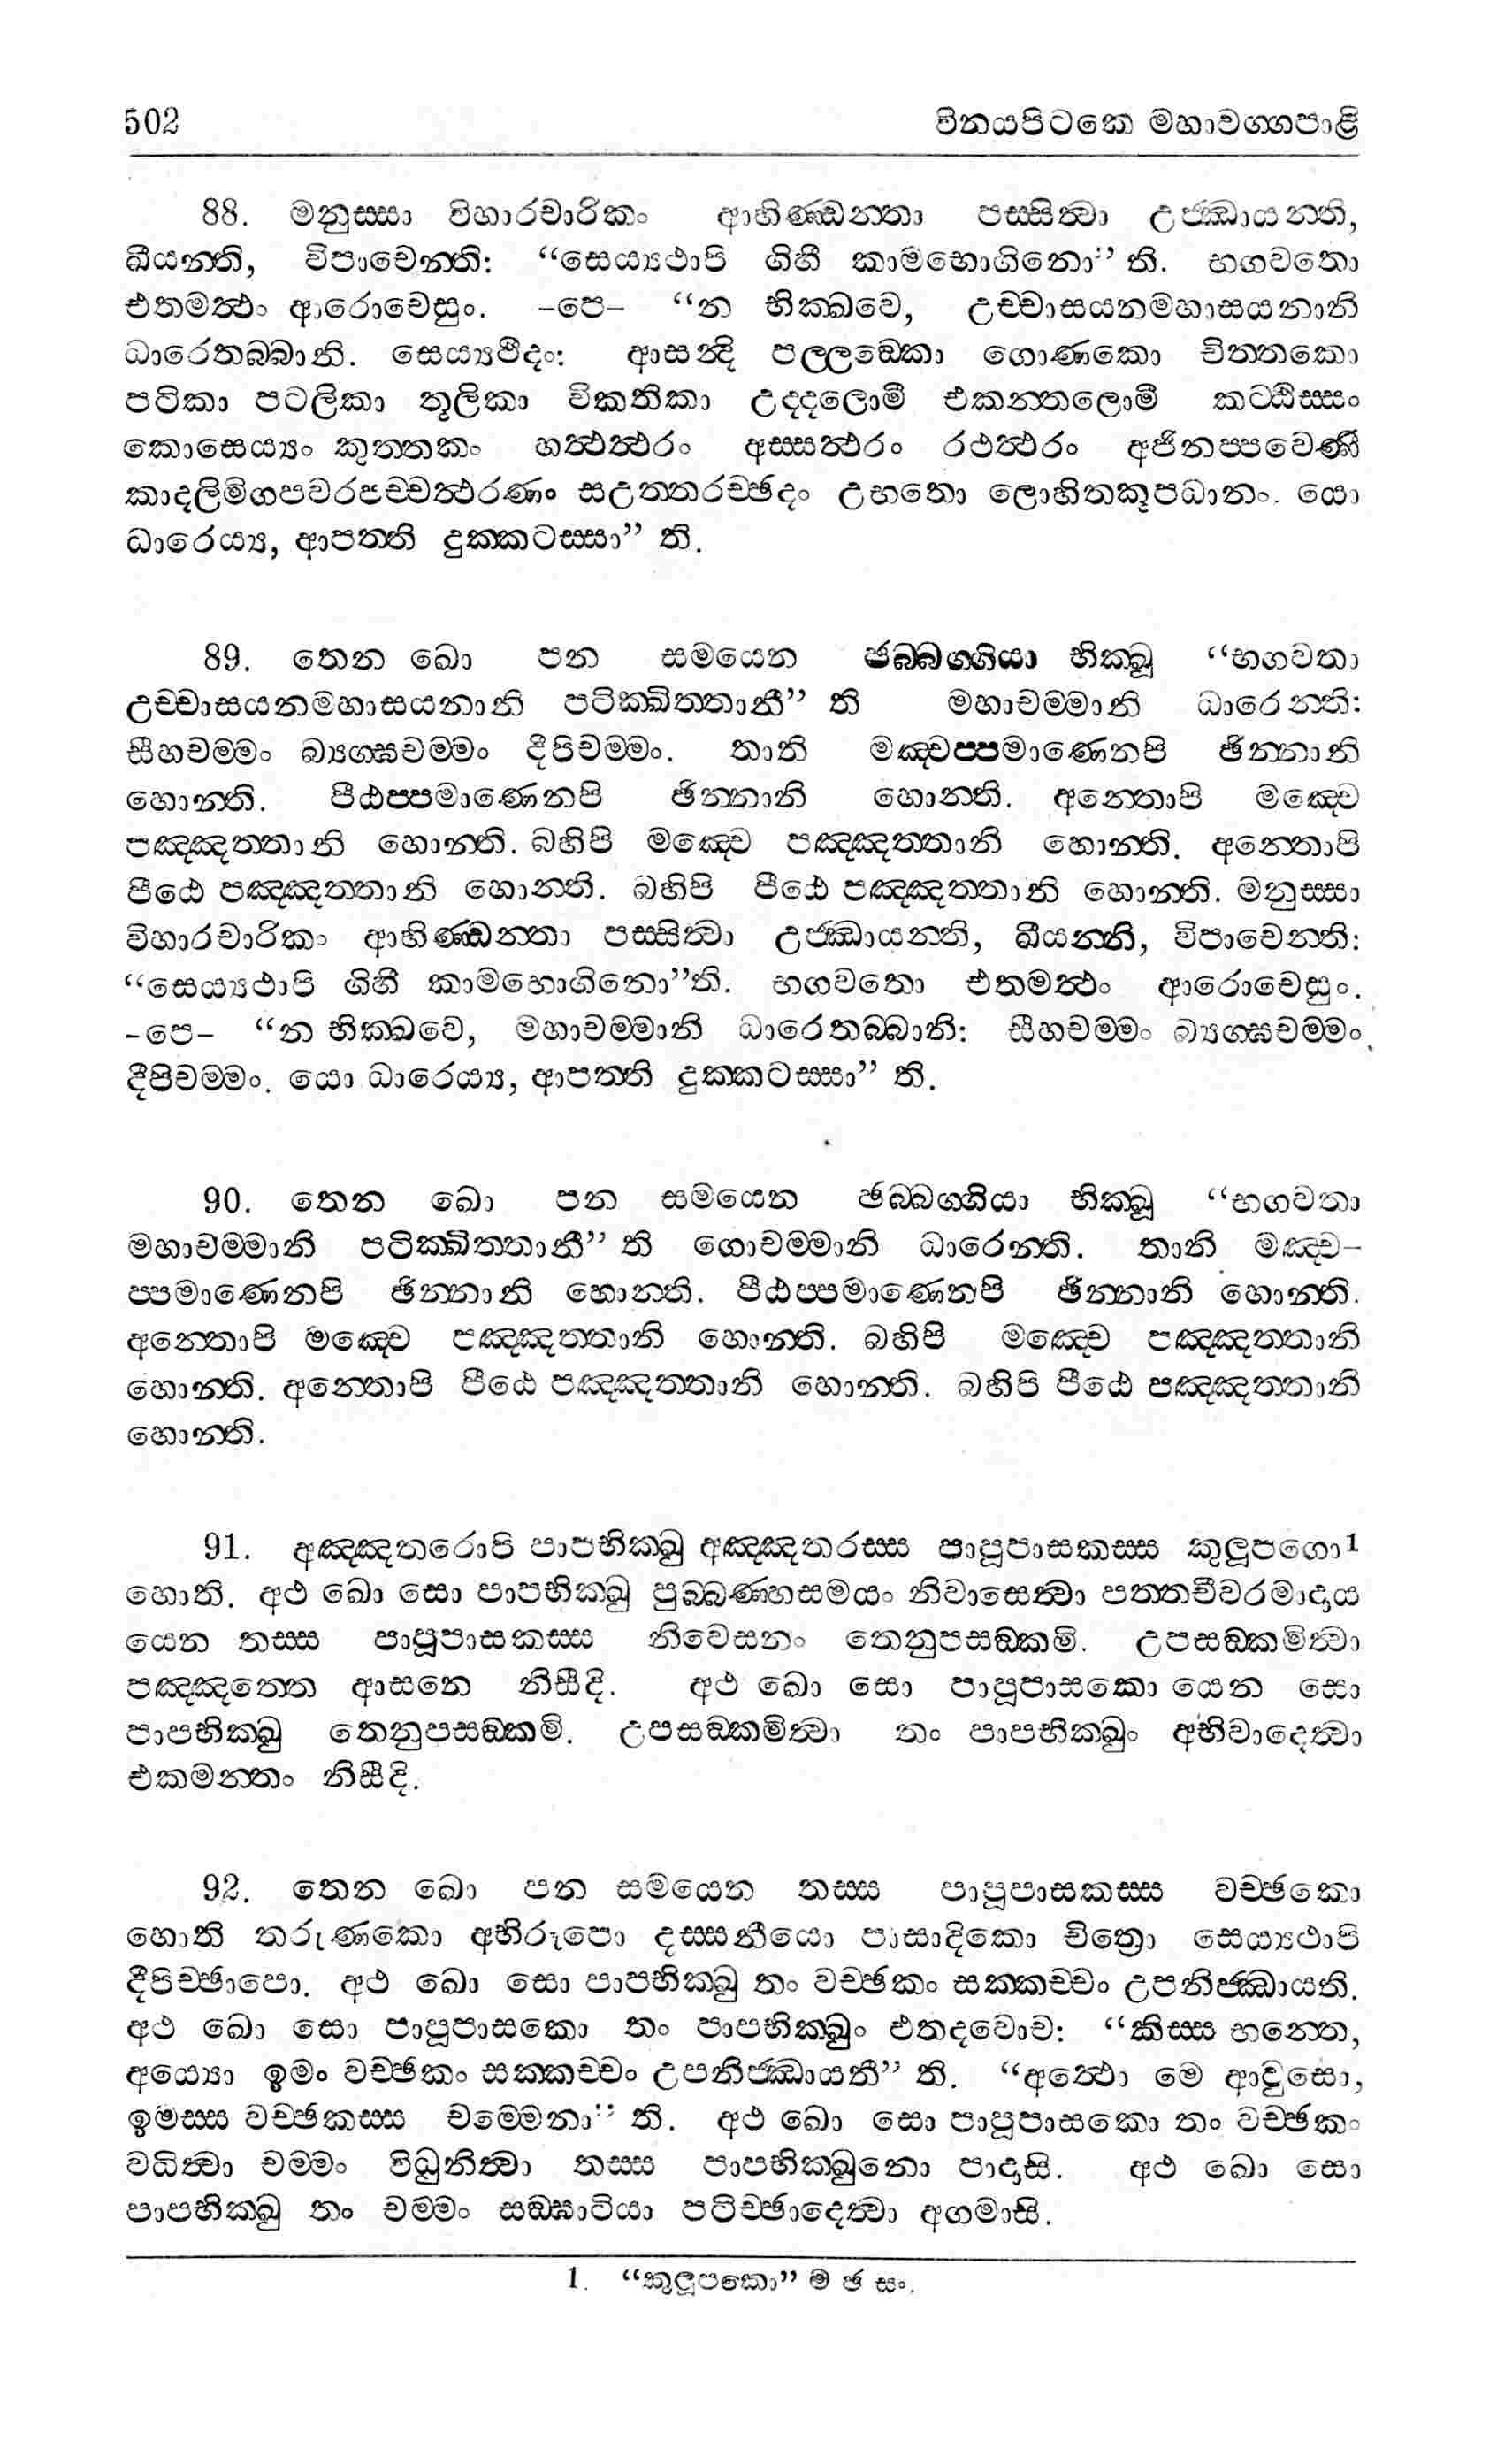 502 විනයපිටකෙ මහාවග්ගපාළි
88. මනුස්සා විහාරචාරිකං ආහිණ්ඩන්තා පස්සිත්වා උජ්ඣායන්ති,
ඛීයන්ති, විපාචෙන්ති: “සෙය්‍යථාපි ගිහී කාමභොගිනො” ති. භගවතො
එතමත්ථං ආරොචෙසුං. –පෙ– “න භික්ඛවෙ, උච්චාසයනමහාසයනානි
ධාරෙතබ්බානි. සෙය්‍යථීදං: ආසන්දි පල්ලඞ්කො ගොණකො චිත්තකො
පටිකා පටලිකා තූලිකා විකතිකා උද්දලොමී එකන්තලොමී කට්ඨිස්සං
කොසෙය්‍යං කුත්තකං හත්ථත්ථරං අස්සත්ථරං රථත්ථරං අජිනප්පවෙණී
කාදලිමිගපවරපච්චත්ථරණං සඋත්තරච්ඡදං උභතො ලොහිතකූපධානං. යො
ධාරෙය්‍ය, ආපත්ති දුක්කටස්සා” ති.
89. තෙන ඛො පන සමයෙන ඡබ්බග්ගියා භික්ඛූ “භගවතා
උච්චාසයනමහාසයනානි පටික්ඛිත්තානී” ති මහාචම්මානි ධාරෙන්ති:
සීහචම්මං බ්‍යග්ඝචම්මං දීපිචම්මං. තානි මඤ්චප්පමාණෙනපි ඡින්නානි
හොන්ති. පීඨප්පමාණෙනපි ඡින්නානි හොන්ති. අන්තොපි මඤ්චෙ
පඤ්ඤත්තානි හොන්ති. බහිපි මඤ්චෙ පඤ්ඤත්තානි හොන්ති. අන්තොපි
පීඨෙ පඤ්ඤත්තානි හොන්ති. බහිපි පීඨෙ පඤ්ඤත්තානි හොන්ති. මනුස්සා
විහාරචාරිකං ආහිණ්ඩන්තා පස්සිත්වා උජ්ඣායන්ති, ඛීයන්ති, විපාචෙන්ති:
“සෙය්‍යථාපි ගිහී කාමහොගිනො”ති. භගවතො එතමත්ථං ආරොචෙසුං.
–පෙ– “න භික්ඛවෙ, මහාචම්මානි ධාරෙතබ්බානි: සීහචම්මං බ්‍යග්ඝචම්මං
දීපිචම්මං. යො ධාරෙය්‍ය, ආපත්ති දුක්කටස්සා” ති.
90. තෙන ඛො පන සමයෙන ඡබ්බග්ගියා භික්ඛූ “භගවතා
මහාචම්මානි පටික්ඛිත්තානී” ති ගොචම්මානි ධාරෙන්ති. තානි මඤ්ච–
ප්පමාණෙනපි ඡින්නානි හොන්ති. පීඨප්පමාණෙනපි ඡින්නානි හොන්ති.
අන්තොපි මඤ්චෙ පඤ්ඤත්තානි හොන්ති. බහිපි මඤ්චෙ පඤ්ඤත්තානි
හොන්ති. අන්තොපි පීඨෙ පඤ්ඤත්තානි හොන්ති. බහිපි පීඨෙ පඤ්ඤත්තානි
හොන්ති.
91. අඤ්ඤතරොපි පාපභික්ඛු අඤ්ඤතරස්ස පාපූපාසකස්ස කුලූපගො¹
හොති. අථ ඛො සො පාපභික්ඛු පුබ්බණ්හසමයං නිවාසෙත්වා පත්තචීවරමාදාය
යෙන තස්ස පාපූපාසකස්ස නිවෙසනං තෙනුපසඞ්කමි. උපසඞ්කමිත්වා
පඤ්ඤත්තෙ ආසනෙ නිසීදි. අථ ඛො සො පාපූපාසකො යෙන සො
පාපභික්ඛු තෙනුපසඞ්කමි. උපසඞ්කමිත්වා තං පාපභික්ඛුං අභිවාදෙත්වා
එකමන්තං නිසීදි.
92. තෙන ඛො පන සමයෙන තස්ස පාපූපාසකස්ස වච්ඡකො
හොති තරුණකො අභිරූපො දස්සනීයො පාසාදිකො චිත්‍රො සෙය්‍යථාපි
දීපිච්ඡාපො. අථ ඛො සො පාපභික්ඛු තං වච්ඡකං සක්කච්චං උපනිජ්ඣායති.
අථ ඛො සො පාපූපාසකො තං පාපභික්ඛුං එතදවොච: “කිස්ස භන්තෙ,
අය්‍යො ඉමං වච්ඡකං සක්කච්චං උපනිජ්ඣායතී” ති. “අත්ථො මෙ ආවුසො,
ඉමස්ස වච්ඡකස්ස චම්මෙනා” ති. අථ ඛො සො පාපූපාසකො තං වච්ඡකං
වධිත්වා චම්මං විධුනිත්වා තස්ස පාපභික්ඛුනො පාදාසි. අථ ඛො සො
පාපභික්ඛු තං චම්මං සඞ්ඝාටියා පටිච්ඡාදෙත්වා අගමාසි.
1. “කුලූපකො” ම ඡ සං.